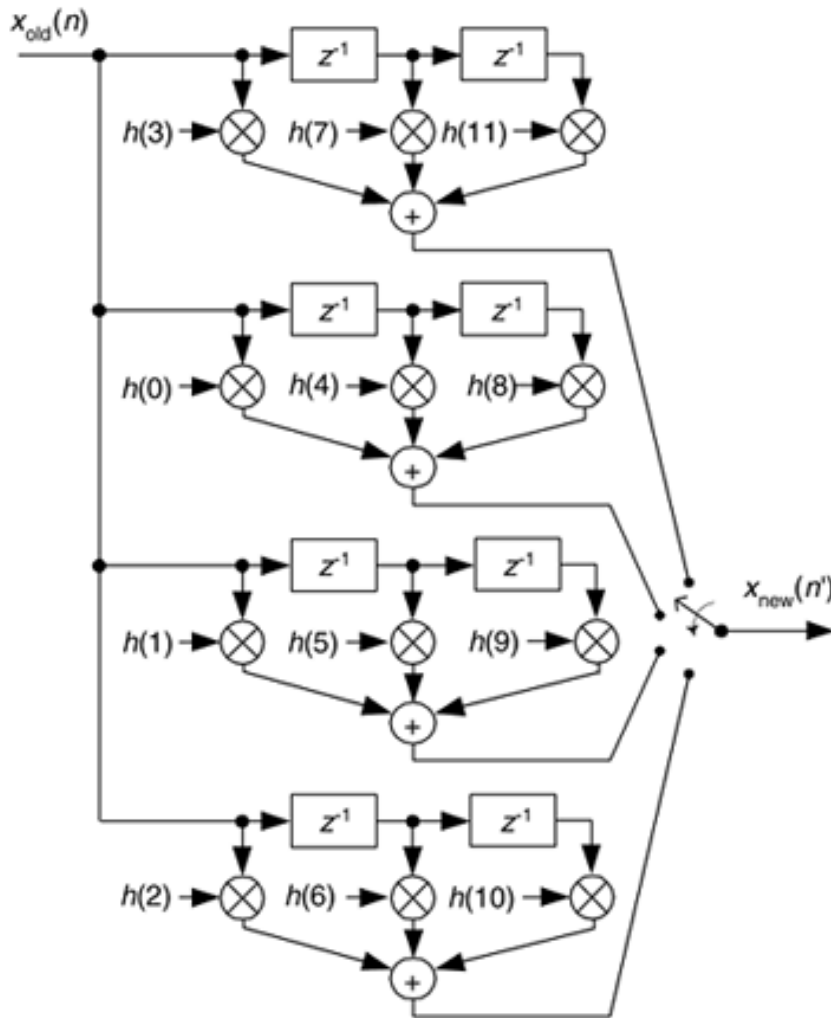 x_old(n)
z⁻¹ z⁻¹
h(3) h(7) h(11)
+
z⁻¹ z⁻¹
h(0) h(4) h(8)
+
x_new(n')
z⁻¹ z⁻¹
h(1) h(5) h(9)
+
z⁻¹ z⁻¹
h(2) h(6) h(10)
+